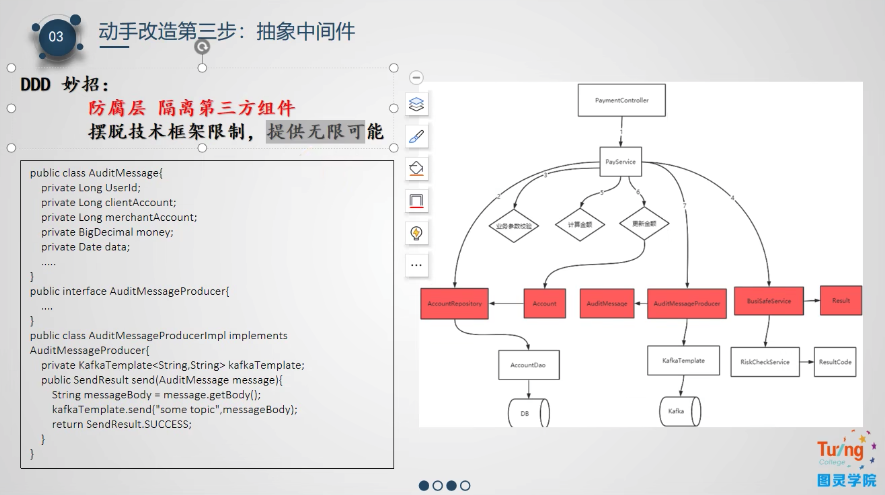 03
动手改造第三步：抽象中间件
DDD 妙招：
防腐层 隔离第三方组件
摆脱技术框架限制，提供无限可能
public class AuditMessage{
private Long UserId;
private Long clientAccount;
private Long merchantAccount;
private BigDecimal money;
private Date data;
.....
}
public interface AuditMessageProducer{
....
}
public class AuditMessageProducerImpl implements
AuditMessageProducer{
private KafkaTemplate<String,String> kafkaTemplate;
public SendResult send(AuditMessage message){
String messageBody = message.getBody();
kafkaTemplate.send("some topic",messageBody);
return SendResult.SUCCESS;
}
}
PaymentController
1
PayService
2
3
5
6
7
4
业务参数校验
计算金额
更新金额
AccountRepository
Account
AuditMessage
AuditMessageProducer
BusiSafeService
Result
AccountDao
KafkaTemplate
RiskCheckService
ResultCode
DB
Kafka
Turing
College
图灵学院